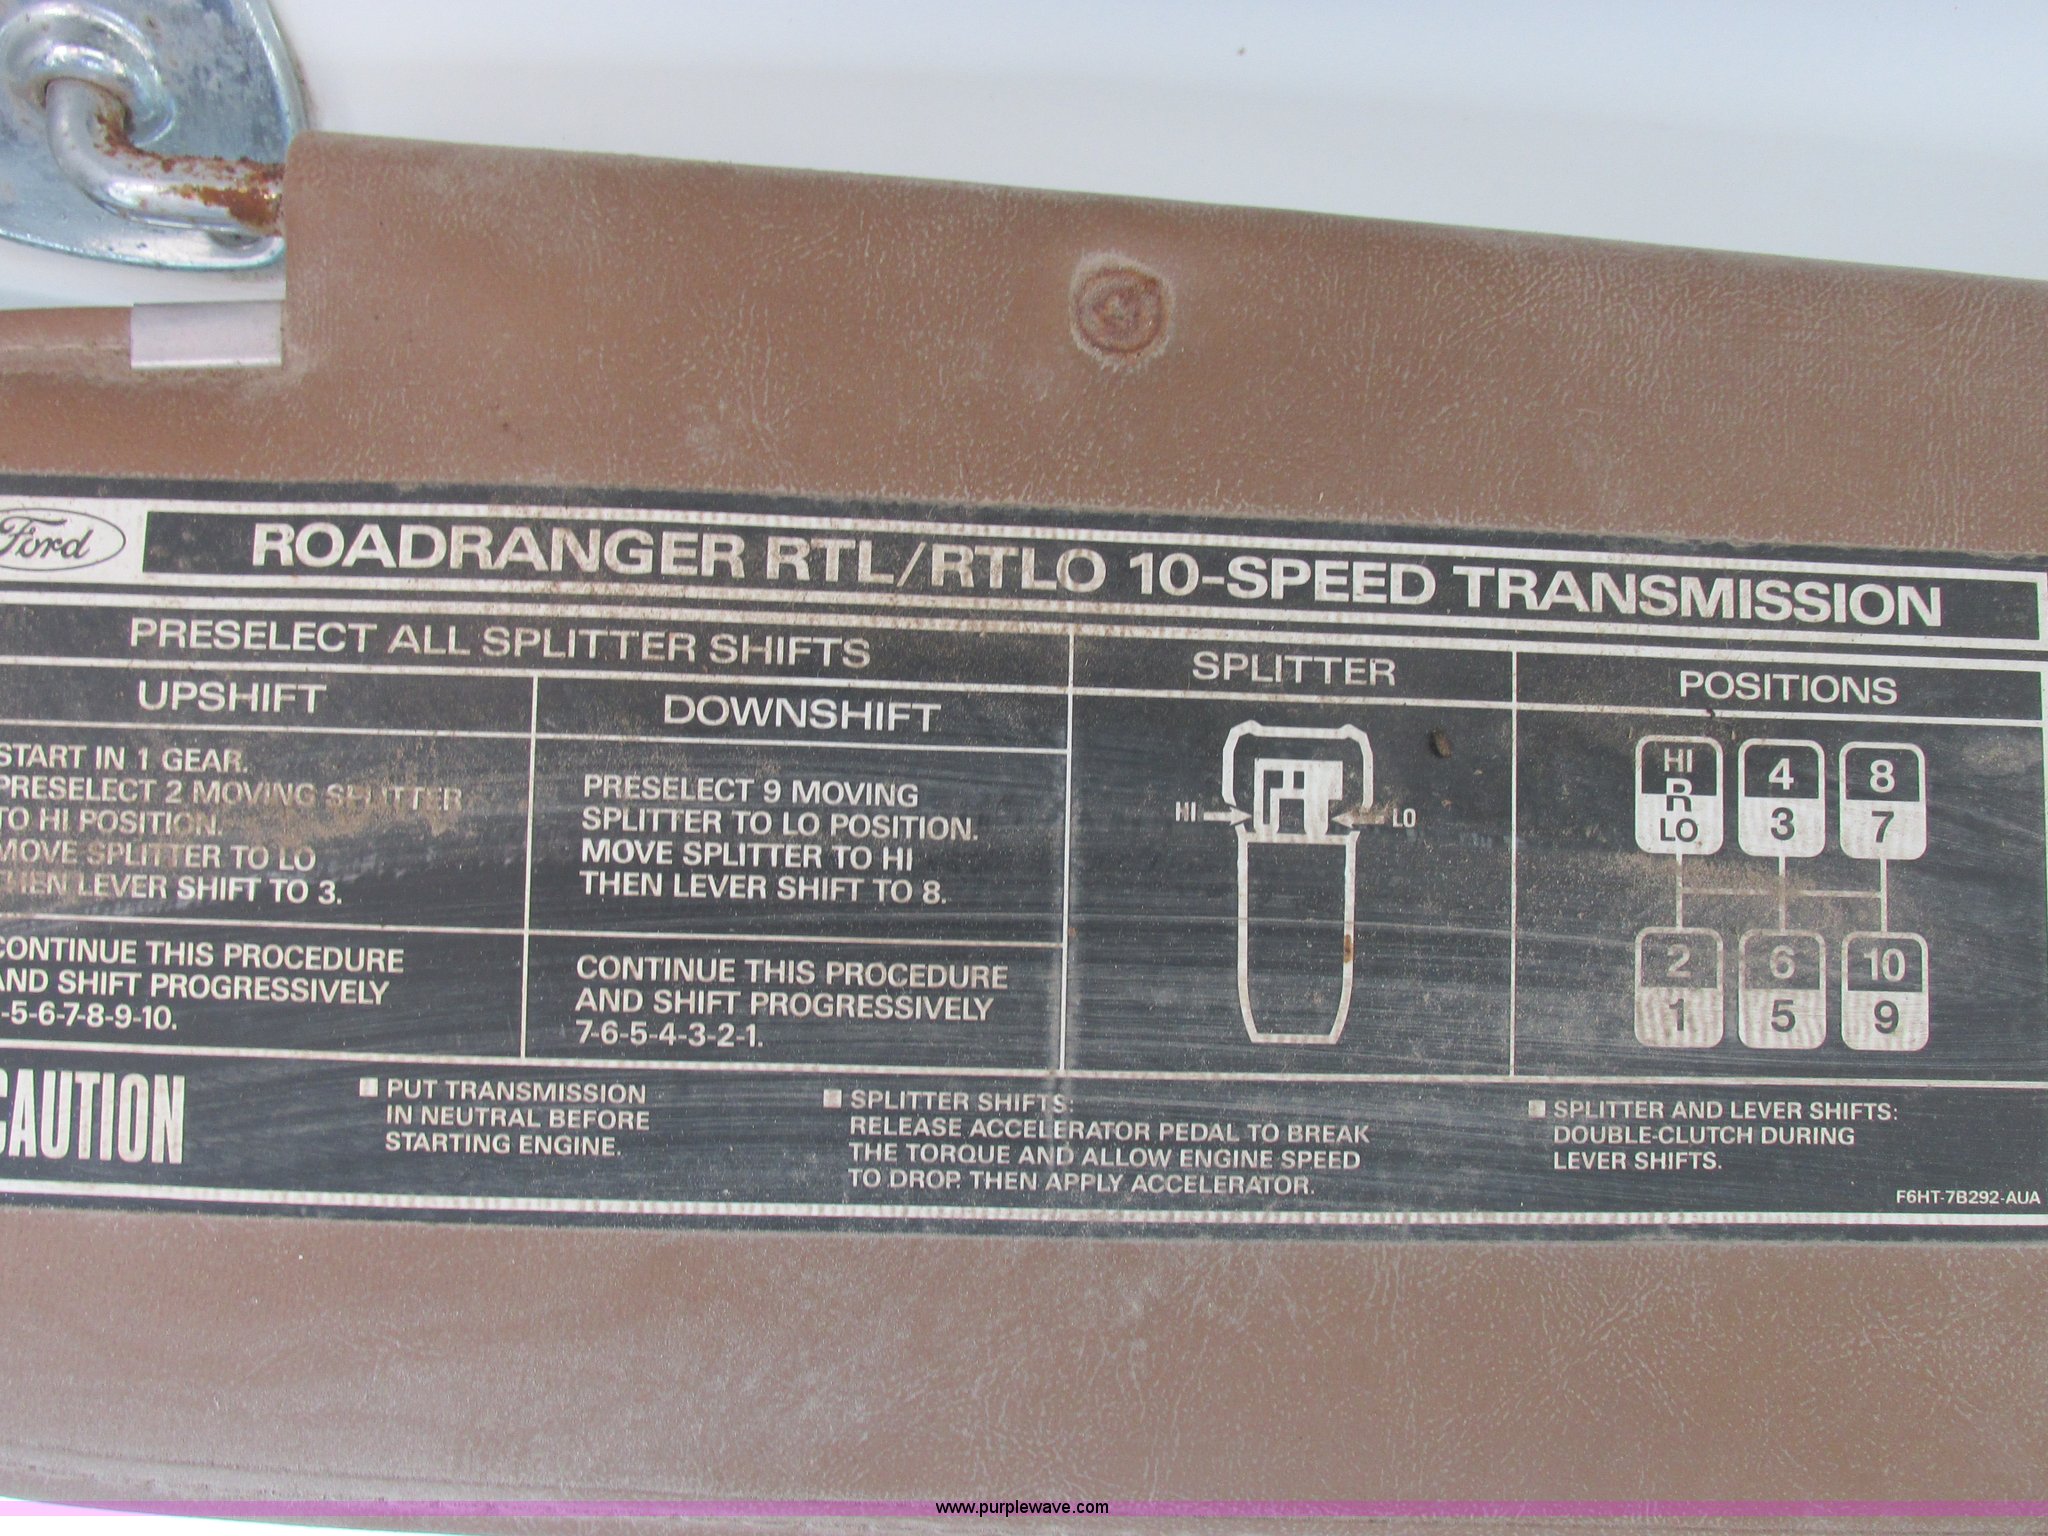 Ford
ROADRANGER RTL/RTLO 10-SPEED TRANSMISSION
PRESELECT ALL SPLITTER SHIFTS
UPSHIFT
START IN 1 GEAR.
PRESELECT 2 MOVING SPLITTER
TO HI POSITION.
MOVE SPLITTER TO LO
THEN LEVER SHIFT TO 3.
CONTINUE THIS PROCEDURE
AND SHIFT PROGRESSIVELY
-5-6-7-8-9-10.
DOWNSHIFT
PRESELECT 9 MOVING
SPLITTER TO LO POSITION.
MOVE SPLITTER TO HI
THEN LEVER SHIFT TO 8.
CONTINUE THIS PROCEDURE
AND SHIFT PROGRESSIVELY
7-6-5-4-3-2-1.
SPLITTER
HI LO
POSITIONS
HI 4 8
R
LO 3 7
2 6 10
1 5 9
CAUTION
PUT TRANSMISSION
IN NEUTRAL BEFORE
STARTING ENGINE.
SPLITTER SHIFTS:
RELEASE ACCELERATOR PEDAL TO BREAK
THE TORQUE AND ALLOW ENGINE SPEED
TO DROP. THEN APPLY ACCELERATOR.
SPLITTER AND LEVER SHIFTS:
DOUBLE-CLUTCH DURING
LEVER SHIFTS.
F6HT-7B292-AUA
www.purplewave.com